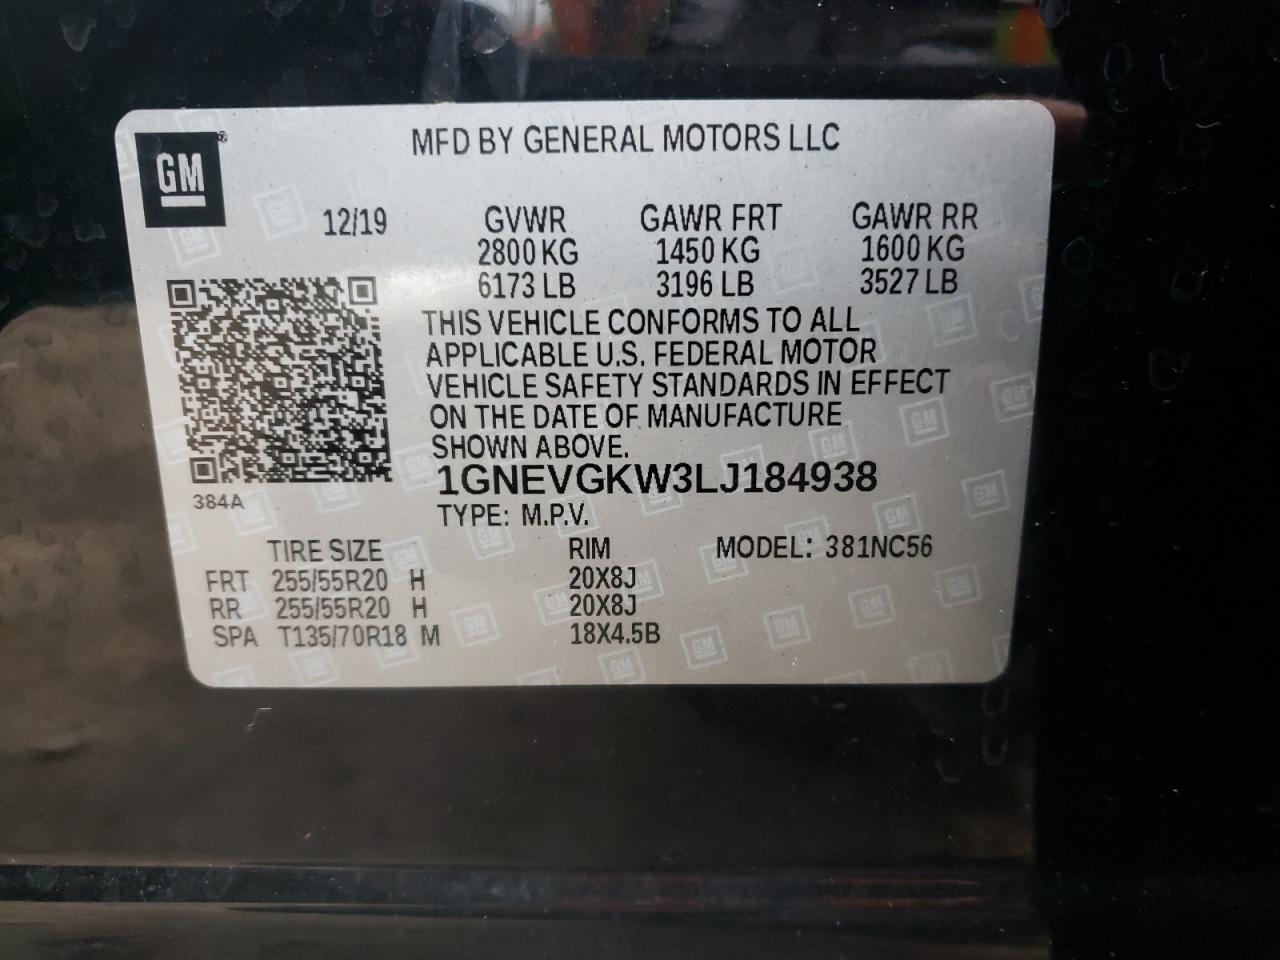 GM
MFD BY GENERAL MOTORS LLC
12/19 GVWR GAWR FRT GAWR RR
2800 KG 1450 KG 1600 KG
6173 LB 3196 LB 3527 LB
THIS VEHICLE CONFORMS TO ALL
APPLICABLE U.S. FEDERAL MOTOR
VEHICLE SAFETY STANDARDS IN EFFECT
ON THE DATE OF MANUFACTURE
SHOWN ABOVE.
384A
1GNEVGKW3LJ184938
TYPE: M.P.V.
TIRE SIZE RIM MODEL: 381NC56
FRT 255/55R20 H 20X8J
RR 255/55R20 H 20X8J
SPA T135/70R18 M 18X4.5B